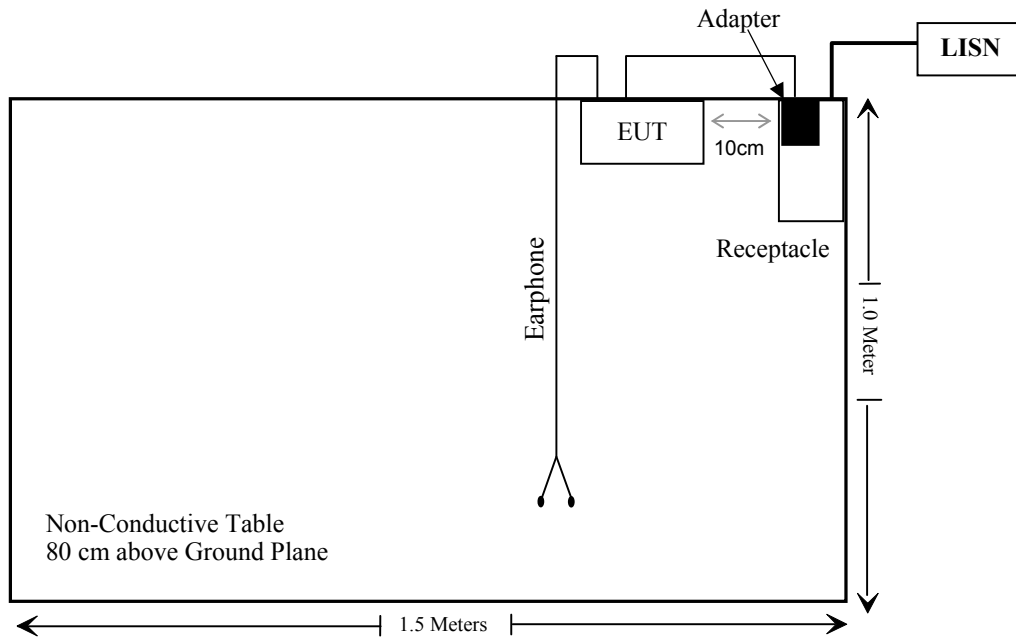 Adapter
LISN
EUT
10cm
Receptacle
Earphone
1.0 Meter
Non-Conductive Table
80 cm above Ground Plane
1.5 Meters